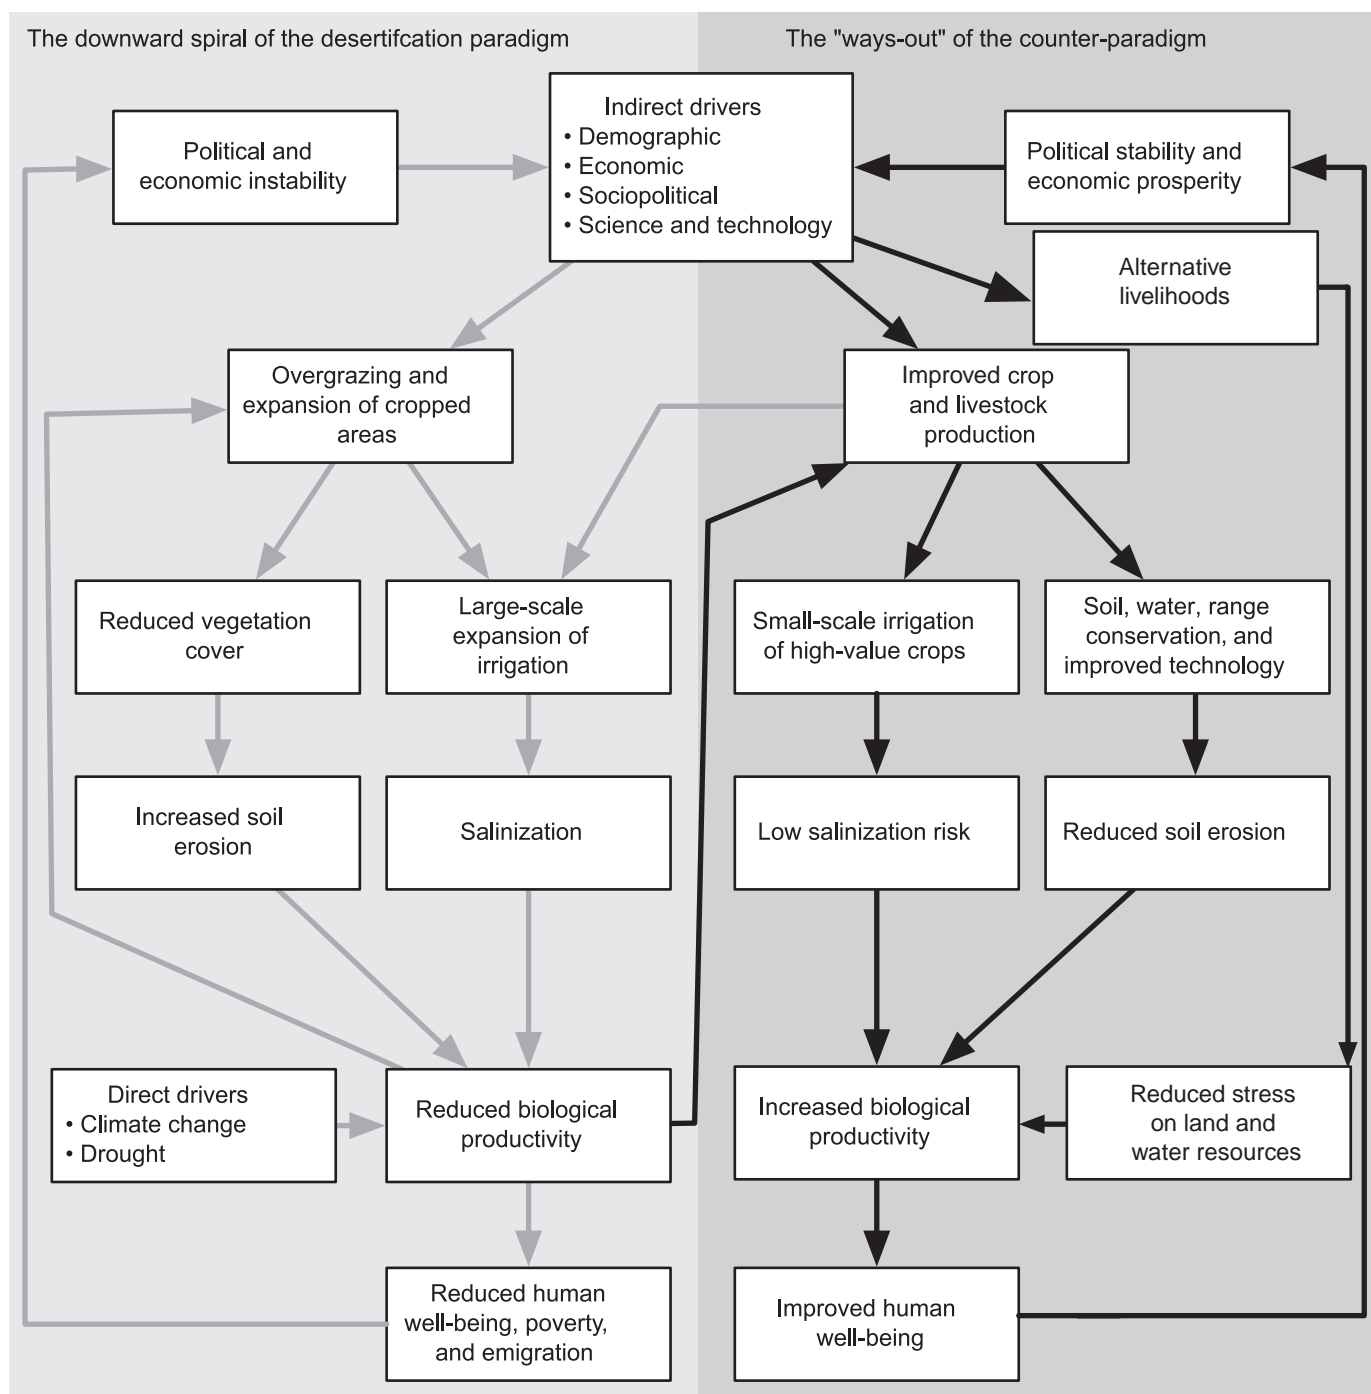 The downward spiral of the desertifcation paradigm
The "ways-out" of the counter-paradigm
Indirect drivers
• Demographic
• Economic
• Sociopolitical
• Science and technology
Political and
economic instability
Political stability and
economic prosperity
Alternative
livelihoods
Overgrazing and
expansion of cropped
areas
Improved crop
and livestock
production
Reduced vegetation
cover
Large-scale
expansion of
irrigation
Small-scale irrigation
of high-value crops
Soil, water, range
conservation, and
improved technology
Increased soil
erosion
Salinization
Low salinization risk
Reduced soil erosion
Direct drivers
• Climate change
• Drought
Reduced biological
productivity
Increased biological
productivity
Reduced stress
on land and
water resources
Reduced human
well-being, poverty,
and emigration
Improved human
well-being